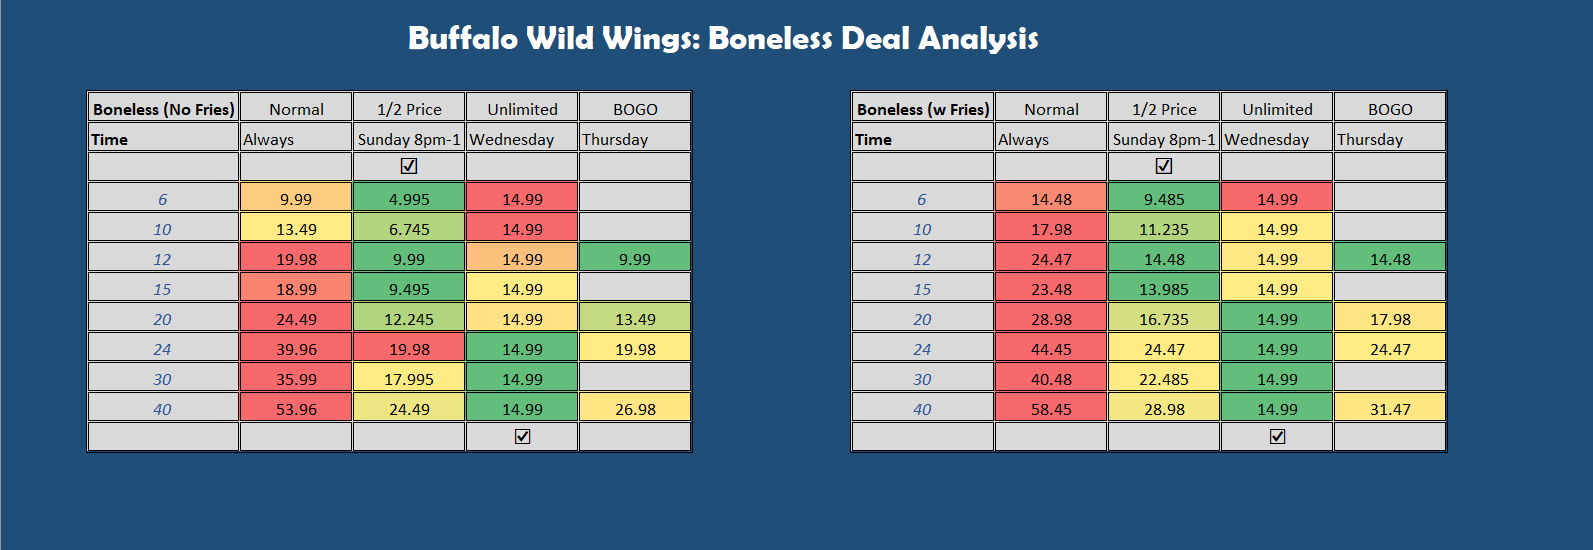 Buffalo Wild Wings: Boneless Deal Analysis
Boneless (No Fries) Normal 1/2 Price Unlimited BOGO
Time Always Sunday 8pm-1 Wednesday Thursday
☑
6 9.99 4.995 14.99
10 13.49 6.745 14.99
12 19.98 9.99 14.99 9.99
15 18.99 9.495 14.99
20 24.49 12.245 14.99 13.49
24 39.96 19.98 14.99 19.98
30 35.99 17.995 14.99
40 53.96 24.49 14.99 26.98
☑
Boneless (w Fries) Normal 1/2 Price Unlimited BOGO
Time Always Sunday 8pm-1 Wednesday Thursday
☑
6 14.48 9.485 14.99
10 17.98 11.235 14.99
12 24.47 14.48 14.99 14.48
15 23.48 13.985 14.99
20 28.98 16.735 14.99 17.98
24 44.45 24.47 14.99 24.47
30 40.48 22.485 14.99
40 58.45 28.98 14.99 31.47
☑